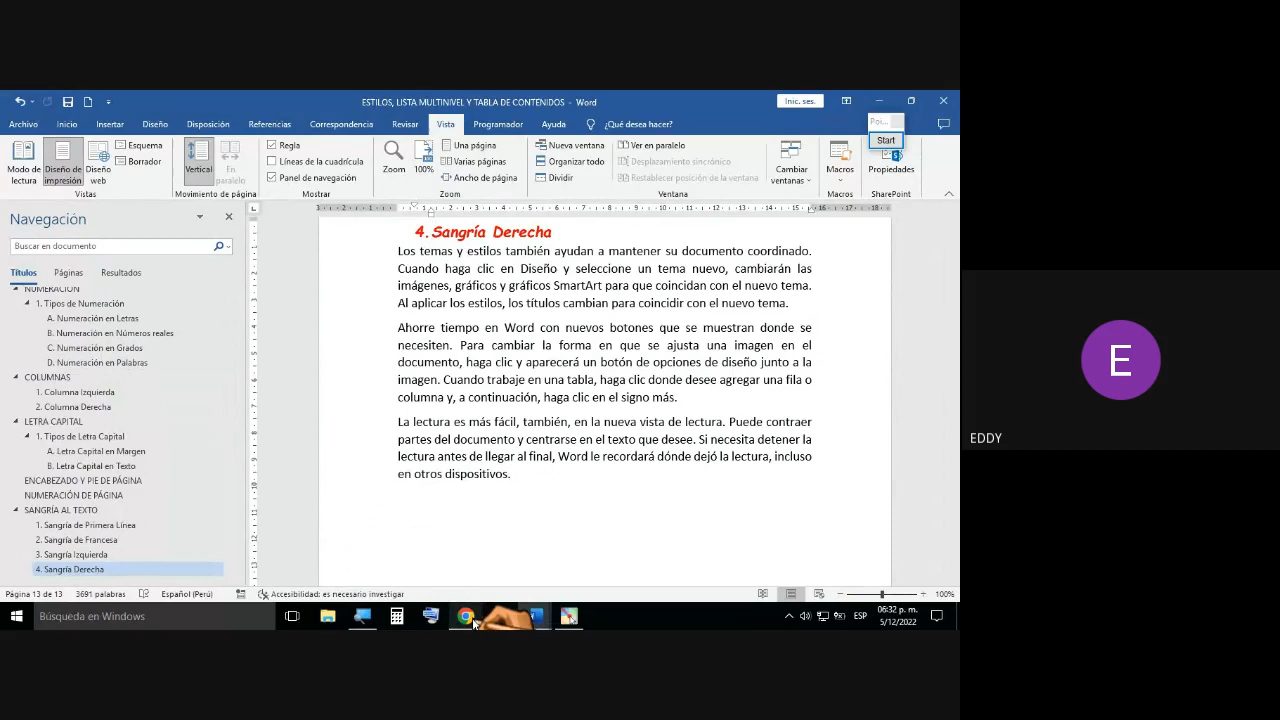 ESTILOS, LISTA MULTINIVEL Y TABLA DE CONTENIDOS - Word
Inic. ses.
Archivo Inicio Insertar Diseño Disposición Referencias Correspondencia Revisar Vista Programador Ayuda ¿Qué desea hacer?
Start
Modo de lectura
Diseño de impresión
Diseño web
Esquema
Borrador
Vistas
Vertical
En paralelo
Movimiento de página
Regla
Líneas de la cuadrícula
Panel de navegación
Mostrar
Zoom
100%
Una página
Varias páginas
Ancho de página
Zoom
Nueva ventana
Organizar todo
Dividir
Ver en paralelo
Desplazamiento sincrónico
Restablecer posición de la ventana
Ventana
Cambiar ventanas
Macros
Macros
Propiedades
SharePoint
Navegación
Buscar en documento
Títulos Páginas Resultados
NUMERACIÓN
1. Tipos de Numeración
A. Numeración en Letras
B. Numeración en Números reales
C. Numeración en Grados
D. Numeración en Palabras
COLUMNAS
1. Columna Izquierda
2. Columna Derecha
LETRA CAPITAL
1. Tipos de Letra Capital
A. Letra Capital en Margen
B. Letra Capital en Texto
ENCABEZADO Y PIE DE PÁGINA
NUMERACIÓN DE PÁGINA
SANGRÍA AL TEXTO
1. Sangría de Primera Línea
2. Sangría de Francesa
3. Sangría Izquierda
4. Sangría Derecha
4. Sangría Derecha
Los temas y estilos también ayudan a mantener su documento coordinado.
Cuando haga clic en Diseño y seleccione un tema nuevo, cambiarán las
imágenes, gráficos y gráficos SmartArt para que coincidan con el nuevo tema.
Al aplicar los estilos, los títulos cambian para coincidir con el nuevo tema.
Ahorre tiempo en Word con nuevos botones que se muestran donde se
necesiten. Para cambiar la forma en que se ajusta una imagen en el
documento, haga clic y aparecerá un botón de opciones de diseño junto a la
imagen. Cuando trabaje en una tabla, haga clic donde desee agregar una fila o
columna y, a continuación, haga clic en el signo más.
La lectura es más fácil, también, en la nueva vista de lectura. Puede contraer
partes del documento y centrarse en el texto que desee. Si necesita detener la
lectura antes de llegar al final, Word le recordará dónde dejó la lectura, incluso
en otros dispositivos.
Página 13 de 13 3691 palabras Español (Perú) Accesibilidad: es necesario investigar 100%
Búsqueda en Windows
ESP
06:32 p. m.
5/12/2022
E
EDDY